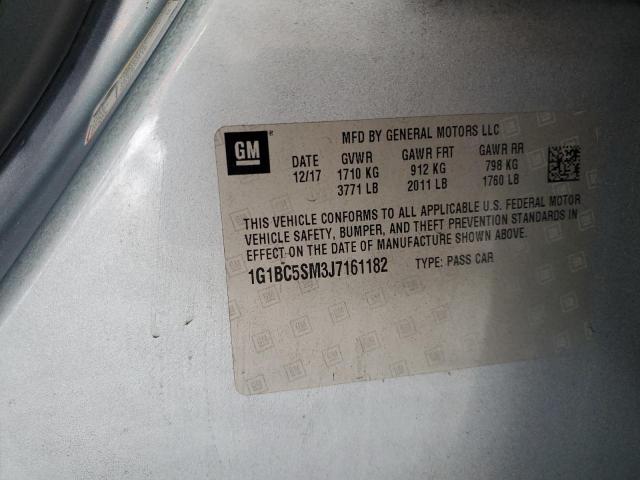 GM®
MFD BY GENERAL MOTORS LLC
DATE GVWR GAWR FRT GAWR RR
12/17 1710 KG 912 KG 798 KG
3771 LB 2011 LB 1760 LB
THIS VEHICLE CONFORMS TO ALL APPLICABLE U.S. FEDERAL MOTOR
VEHICLE SAFETY, BUMPER, AND THEFT PREVENTION STANDARDS IN
EFFECT ON THE DATE OF MANUFACTURE SHOWN ABOVE.
1G1BC5SM3J7161182 TYPE: PASS CAR